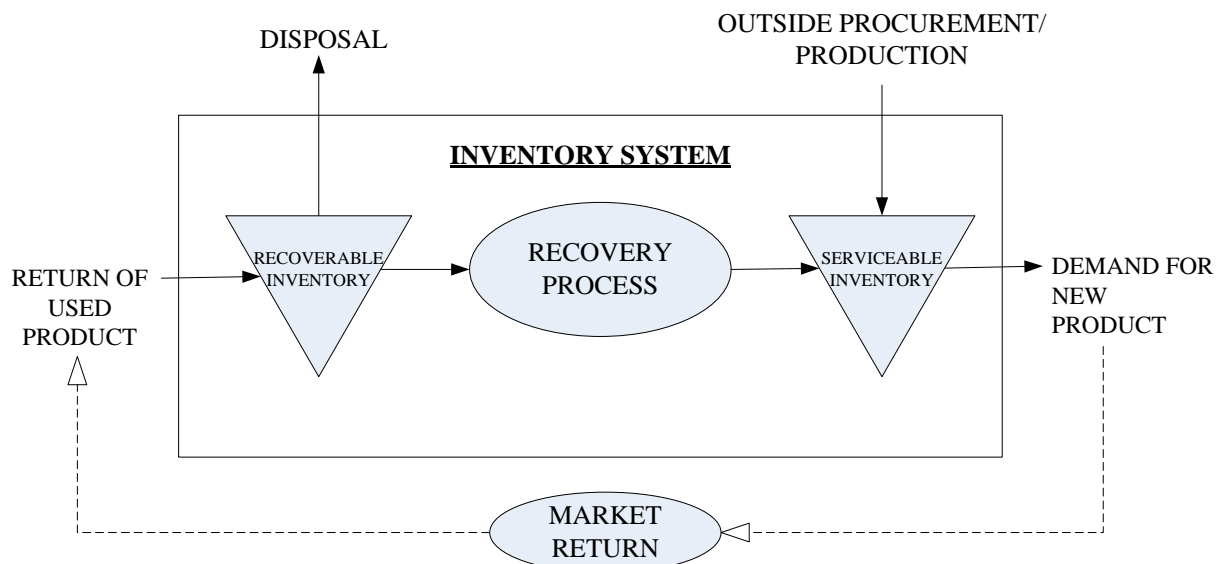 DISPOSAL
OUTSIDE PROCUREMENT/
PRODUCTION
INVENTORY SYSTEM
RETURN OF
USED
PRODUCT
RECOVERABLE
INVENTORY
RECOVERY
PROCESS
SERVICEABLE
INVENTORY
DEMAND FOR
NEW
PRODUCT
MARKET
RETURN